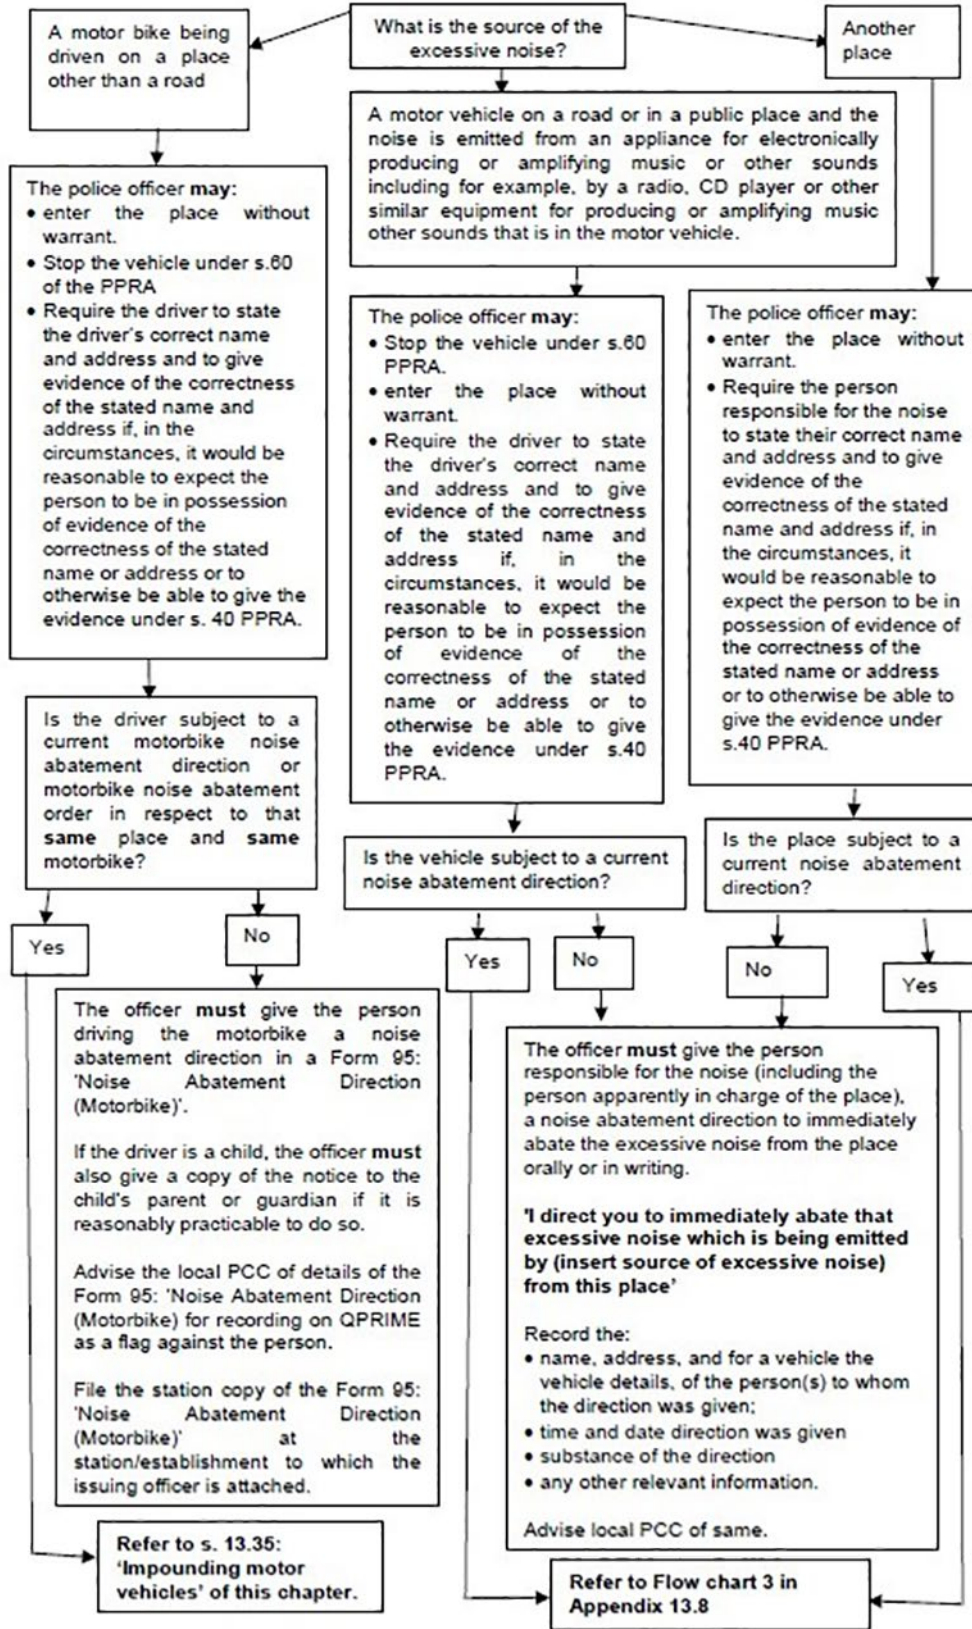 What is the source of the
excessive noise?
A motor bike being
driven on a place
other than a road
Another
place
A motor vehicle on a road or in a public place and the
noise is emitted from an appliance for electronically
producing or amplifying music or other sounds
including for example, by a radio, CD player or other
similar equipment for producing or amplifying music
other sounds that is in the motor vehicle.
The police officer may:
• enter the place without
warrant.
• Stop the vehicle under s.60
of the PPRA
• Require the driver to state
the driver's correct name
and address and to give
evidence of the correctness
of the stated name and
address if, in the
circumstances, it would be
reasonable to expect the
person to be in possession
of evidence of the
correctness of the stated
name or address or to
otherwise be able to give the
evidence under s. 40 PPRA.
The police officer may:
• Stop the vehicle under s.60
PPRA.
• enter the place without
warrant.
• Require the driver to state
the driver's correct name
and address and to give
evidence of the correctness
of the stated name and
address if, in the
circumstances, it would be
reasonable to expect the
person to be in possession
of evidence of the
correctness of the stated
name or address or to
otherwise be able to give
the evidence under s.40
PPRA.
The police officer may:
• enter the place without
warrant.
• Require the person
responsible for the noise
to state their correct name
and address and to give
evidence of the
correctness of the stated
name and address if, in
the circumstances, it
would be reasonable to
expect the person to be in
possession of evidence of
the correctness of the
stated name or address
or to otherwise be able to
give the evidence under
s.40 PPRA.
Is the driver subject to a
current motorbike noise
abatement direction or
motorbike noise abatement
order in respect to that
same place and same
motorbike?
Is the vehicle subject to a current
noise abatement direction?
Is the place subject to a
current noise abatement
direction?
Yes
No
Yes
No
No
Yes
The officer must give the person
driving the motorbike a noise
abatement direction in a Form 95:
'Noise Abatement Direction
(Motorbike)'.
If the driver is a child, the officer must
also give a copy of the notice to the
child's parent or guardian if it is
reasonably practicable to do so.
Advise the local PCC of details of the
Form 95: 'Noise Abatement Direction
(Motorbike) for recording on QPRIME
as a flag against the person.
File the station copy of the Form 95:
'Noise Abatement Direction
(Motorbike)' at the
station/establishment to which the
issuing officer is attached.
The officer must give the person
responsible for the noise (including the
person apparently in charge of the place),
a noise abatement direction to immediately
abate the excessive noise from the place
orally or in writing.
'I direct you to immediately abate that
excessive noise which is being emitted
by (insert source of excessive noise)
from this place'
Record the:
• name, address, and for a vehicle the
vehicle details, of the person(s) to whom
the direction was given;
• time and date direction was given
• substance of the direction
• any other relevant information.
Advise local PCC of same.
Refer to s. 13.35:
'Impounding motor
vehicles' of this chapter.
Refer to Flow chart 3 in
Appendix 13.8